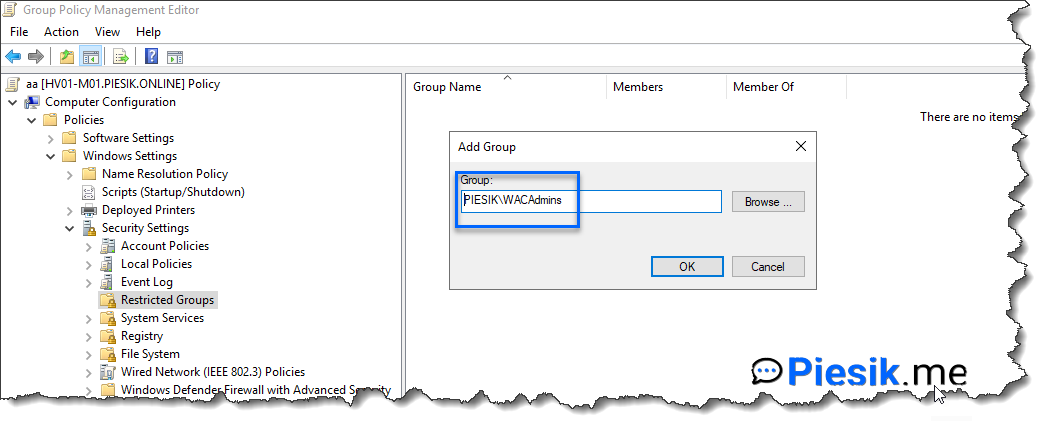 Group Policy Management Editor
File Action View Help
aa [HV01-M01.PIESIK.ONLINE] Policy
Computer Configuration
Policies
Software Settings
Windows Settings
Name Resolution Policy
Scripts (Startup/Shutdown)
Deployed Printers
Security Settings
Account Policies
Local Policies
Event Log
Restricted Groups
System Services
Registry
File System
Wired Network (IEEE 802.3) Policies
Windows Defender Firewall with Advanced Security
Group Name Members Member Of
There are no items
Add Group
Group:
PIESIK\WACAdmins
Browse ...
OK Cancel
Piesik.me